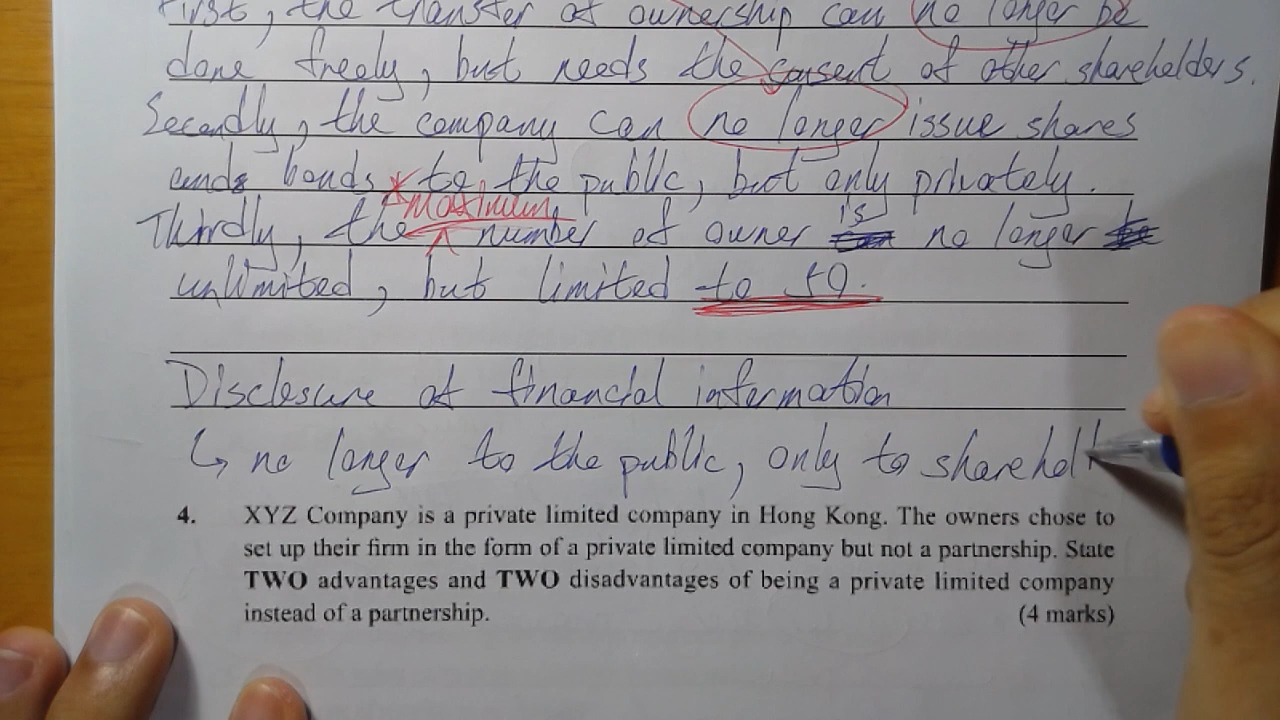 First, the transfer of ownership can no longer be
done freely, but needs the consent of other shareholders.
Secondly, the company can no longer issue shares
and bonds to the public, but only privately.
maximum
Thirdly, the number of owner is no longer
unlimited, but limited to 50.
Disclosure of financial information
↳ no longer to the public, only to sharehol
4. XYZ Company is a private limited company in Hong Kong. The owners chose to
set up their firm in the form of a private limited company but not a partnership. State
TWO advantages and TWO disadvantages of being a private limited company
instead of a partnership. (4 marks)